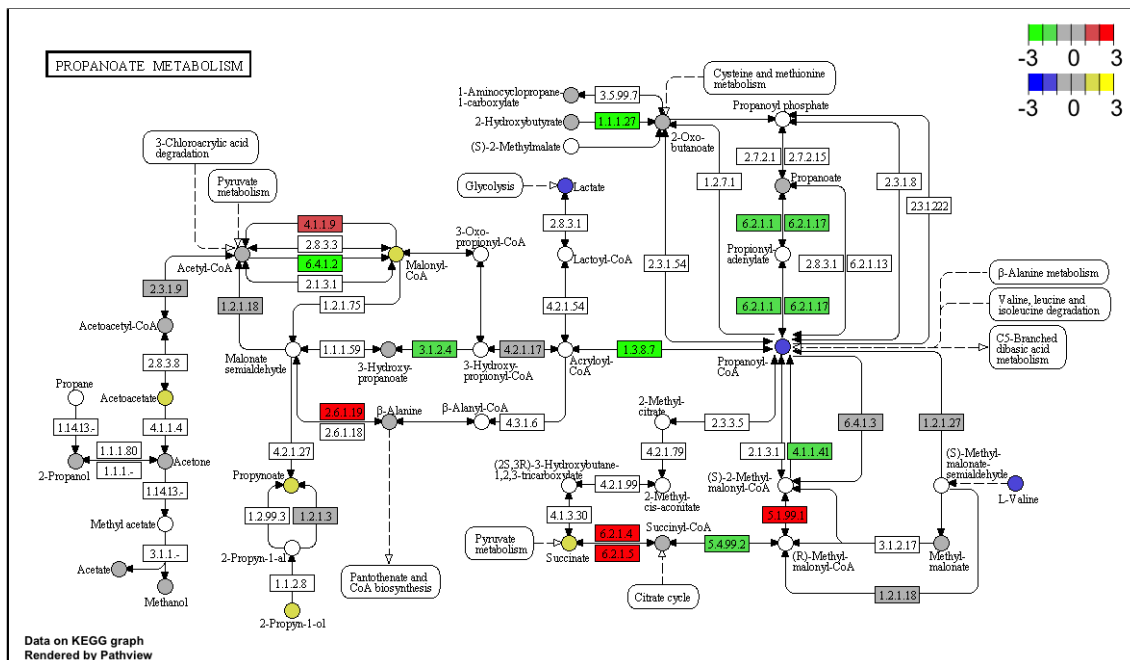 PROPANOATE METABOLISM
-3 0 3
-3 0 3
1-Aminocyclopropane
1-carboxylate
3.5.99.7
Cysteine and methionine
metabolism
Propanoyl phosphate
2-Hydroxybutyrate
1.1.1.27
2-Oxo-
butanoate
(S)-2-Methylmalate
3-Chloroacrylic acid
degradation
Pyruvate
metabolism
Glycolysis
Lactate
2.7.2.1
2.7.2.15
1.2.7.1
Propanoate
2.3.1.8
2.3.1.222
4.1.1.9
2.8.3.3
6.4.1.2
2.1.3.1
Acetyl-CoA
Malonyl-
CoA
3-Oxo-
propionyl-CoA
2.8.3.1
Lactoyl-CoA
2.3.1.54
6.2.1.1
6.2.1.17
Propionyl-
adenylate
2.8.3.1
6.2.1.13
β-Alanine metabolism
2.3.1.9
1.2.1.18
1.2.1.75
4.2.1.54
6.2.1.1
6.2.1.17
Valine, leucine and
isoleucine degradation
Acetoacetyl-CoA
C5-Branched
dibasic acid
metabolism
Malonate
semialdehyde
1.1.1.59
3-Hydroxy-
propanoate
3.1.2.4
3-Hydroxy-
propionyl-CoA
4.2.1.17
Acryloyl-
CoA
1.3.8.7
Propanoyl-
CoA
2.8.3.8
Propane
Acetoacetate
1.14.13.-
4.1.1.4
2.6.1.19
2.6.1.18
β-Alanine
β-Alanyl-CoA
4.3.1.6
2-Methyl-
citrate
2.3.3.5
6.4.1.3
1.2.1.27
1.1.1.80
1.1.1.-
2-Propanol
Acetone
4.2.1.27
4.2.1.79
2.1.3.1
4.1.1.41
(S)-Methyl-
malonate-
semialdehyde
(2S,3R)-3-Hydroxybutane-
1,2,3-tricarboxylate
4.2.1.99
2-Methyl-
cis-aconitate
(S)-2-Methyl-
malonyl-CoA
L-Valine
1.14.13.-
Propynoate
1.2.99.3
1.2.1.3
4.1.3.30
5.1.99.1
Methyl acetate
3.1.1.-
2-Propyn-1-al
Pyruvate
metabolism
Succinate
6.2.1.4
6.2.1.5
Succinyl-CoA
5.4.99.2
(R)-Methyl-
malonyl-CoA
3.1.2.17
Methyl-
malonate
Acetate
Methanol
1.1.2.8
Pantothenate and
CoA biosynthesis
Citrate cycle
1.2.1.18
2-Propyn-1-ol
Data on KEGG graph
Rendered by Pathview